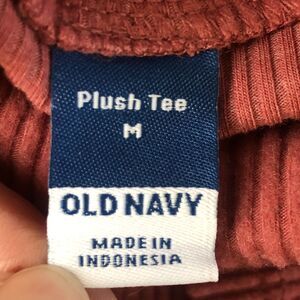 Plush Tee
M
OLD NAVY
MADE IN
INDONESIA